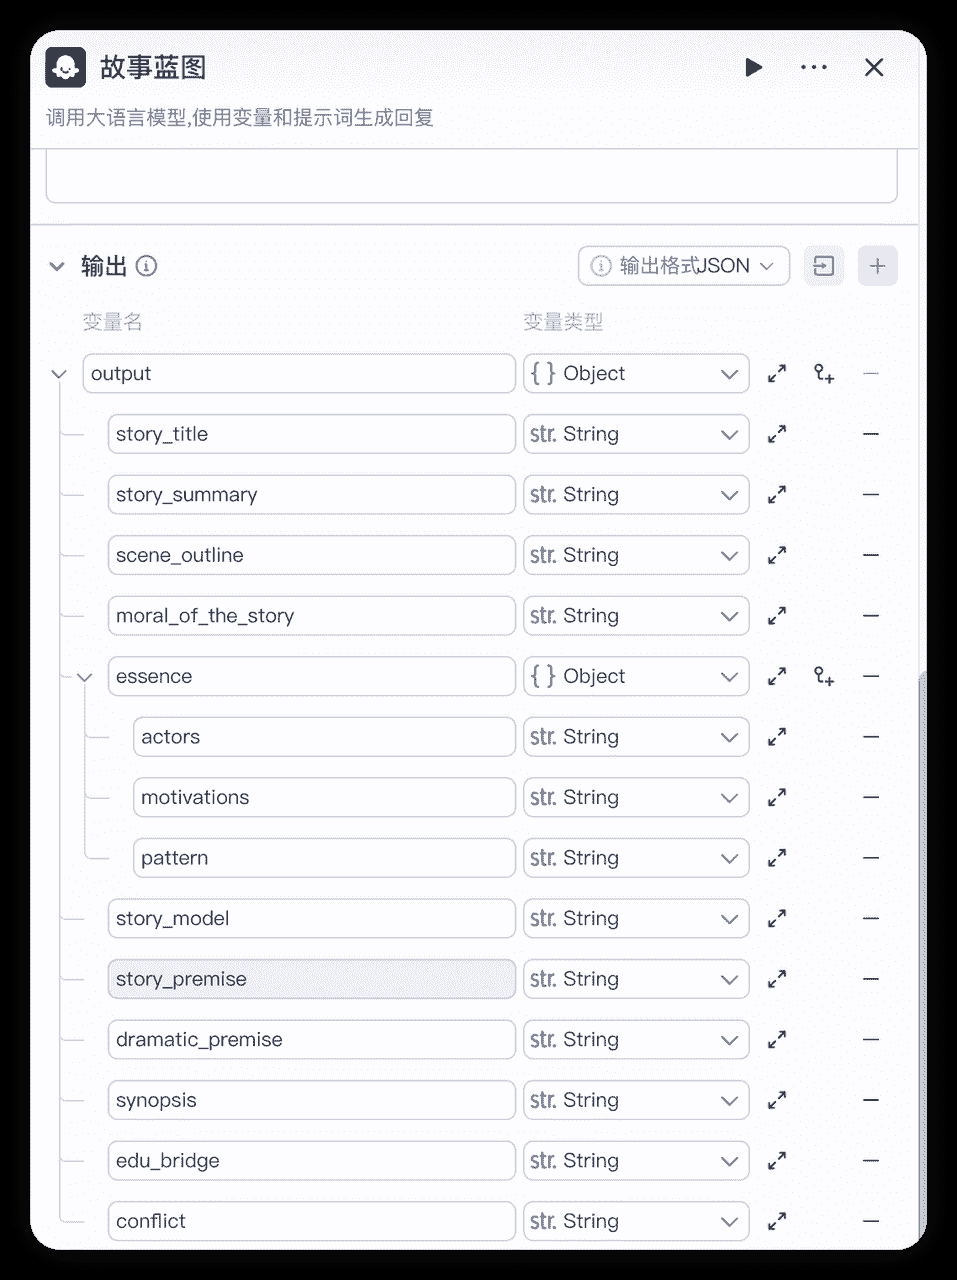 故事蓝图
调用大语言模型,使用变量和提示词生成回复
输出
输出格式JSON
变量名 变量类型
output { } Object
story_title str. String
story_summary str. String
scene_outline str. String
moral_of_the_story str. String
essence { } Object
actors str. String
motivations str. String
pattern str. String
story_model str. String
story_premise str. String
dramatic_premise str. String
synopsis str. String
edu_bridge str. String
conflict str. String